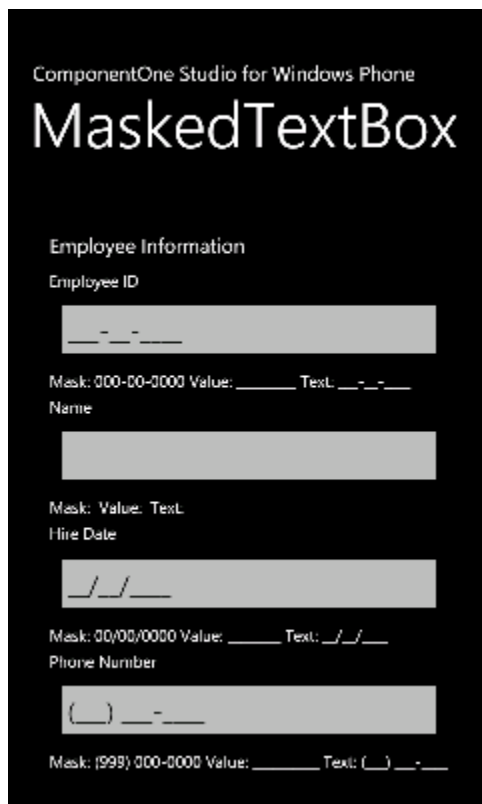 ComponentOne Studio for Windows Phone
MaskedTextBox
Employee Information
Employee ID
___-__-____
Mask: 000-00-0000 Value: _________ Text: ___-__-____
Name
Mask: Value: Text:
Hire Date
__/__/____
Mask: 00/00/0000 Value: ________ Text: __/__/____
Phone Number
(___) ___-____
Mask: (999) 000-0000 Value: __________ Text: (___) ___-____